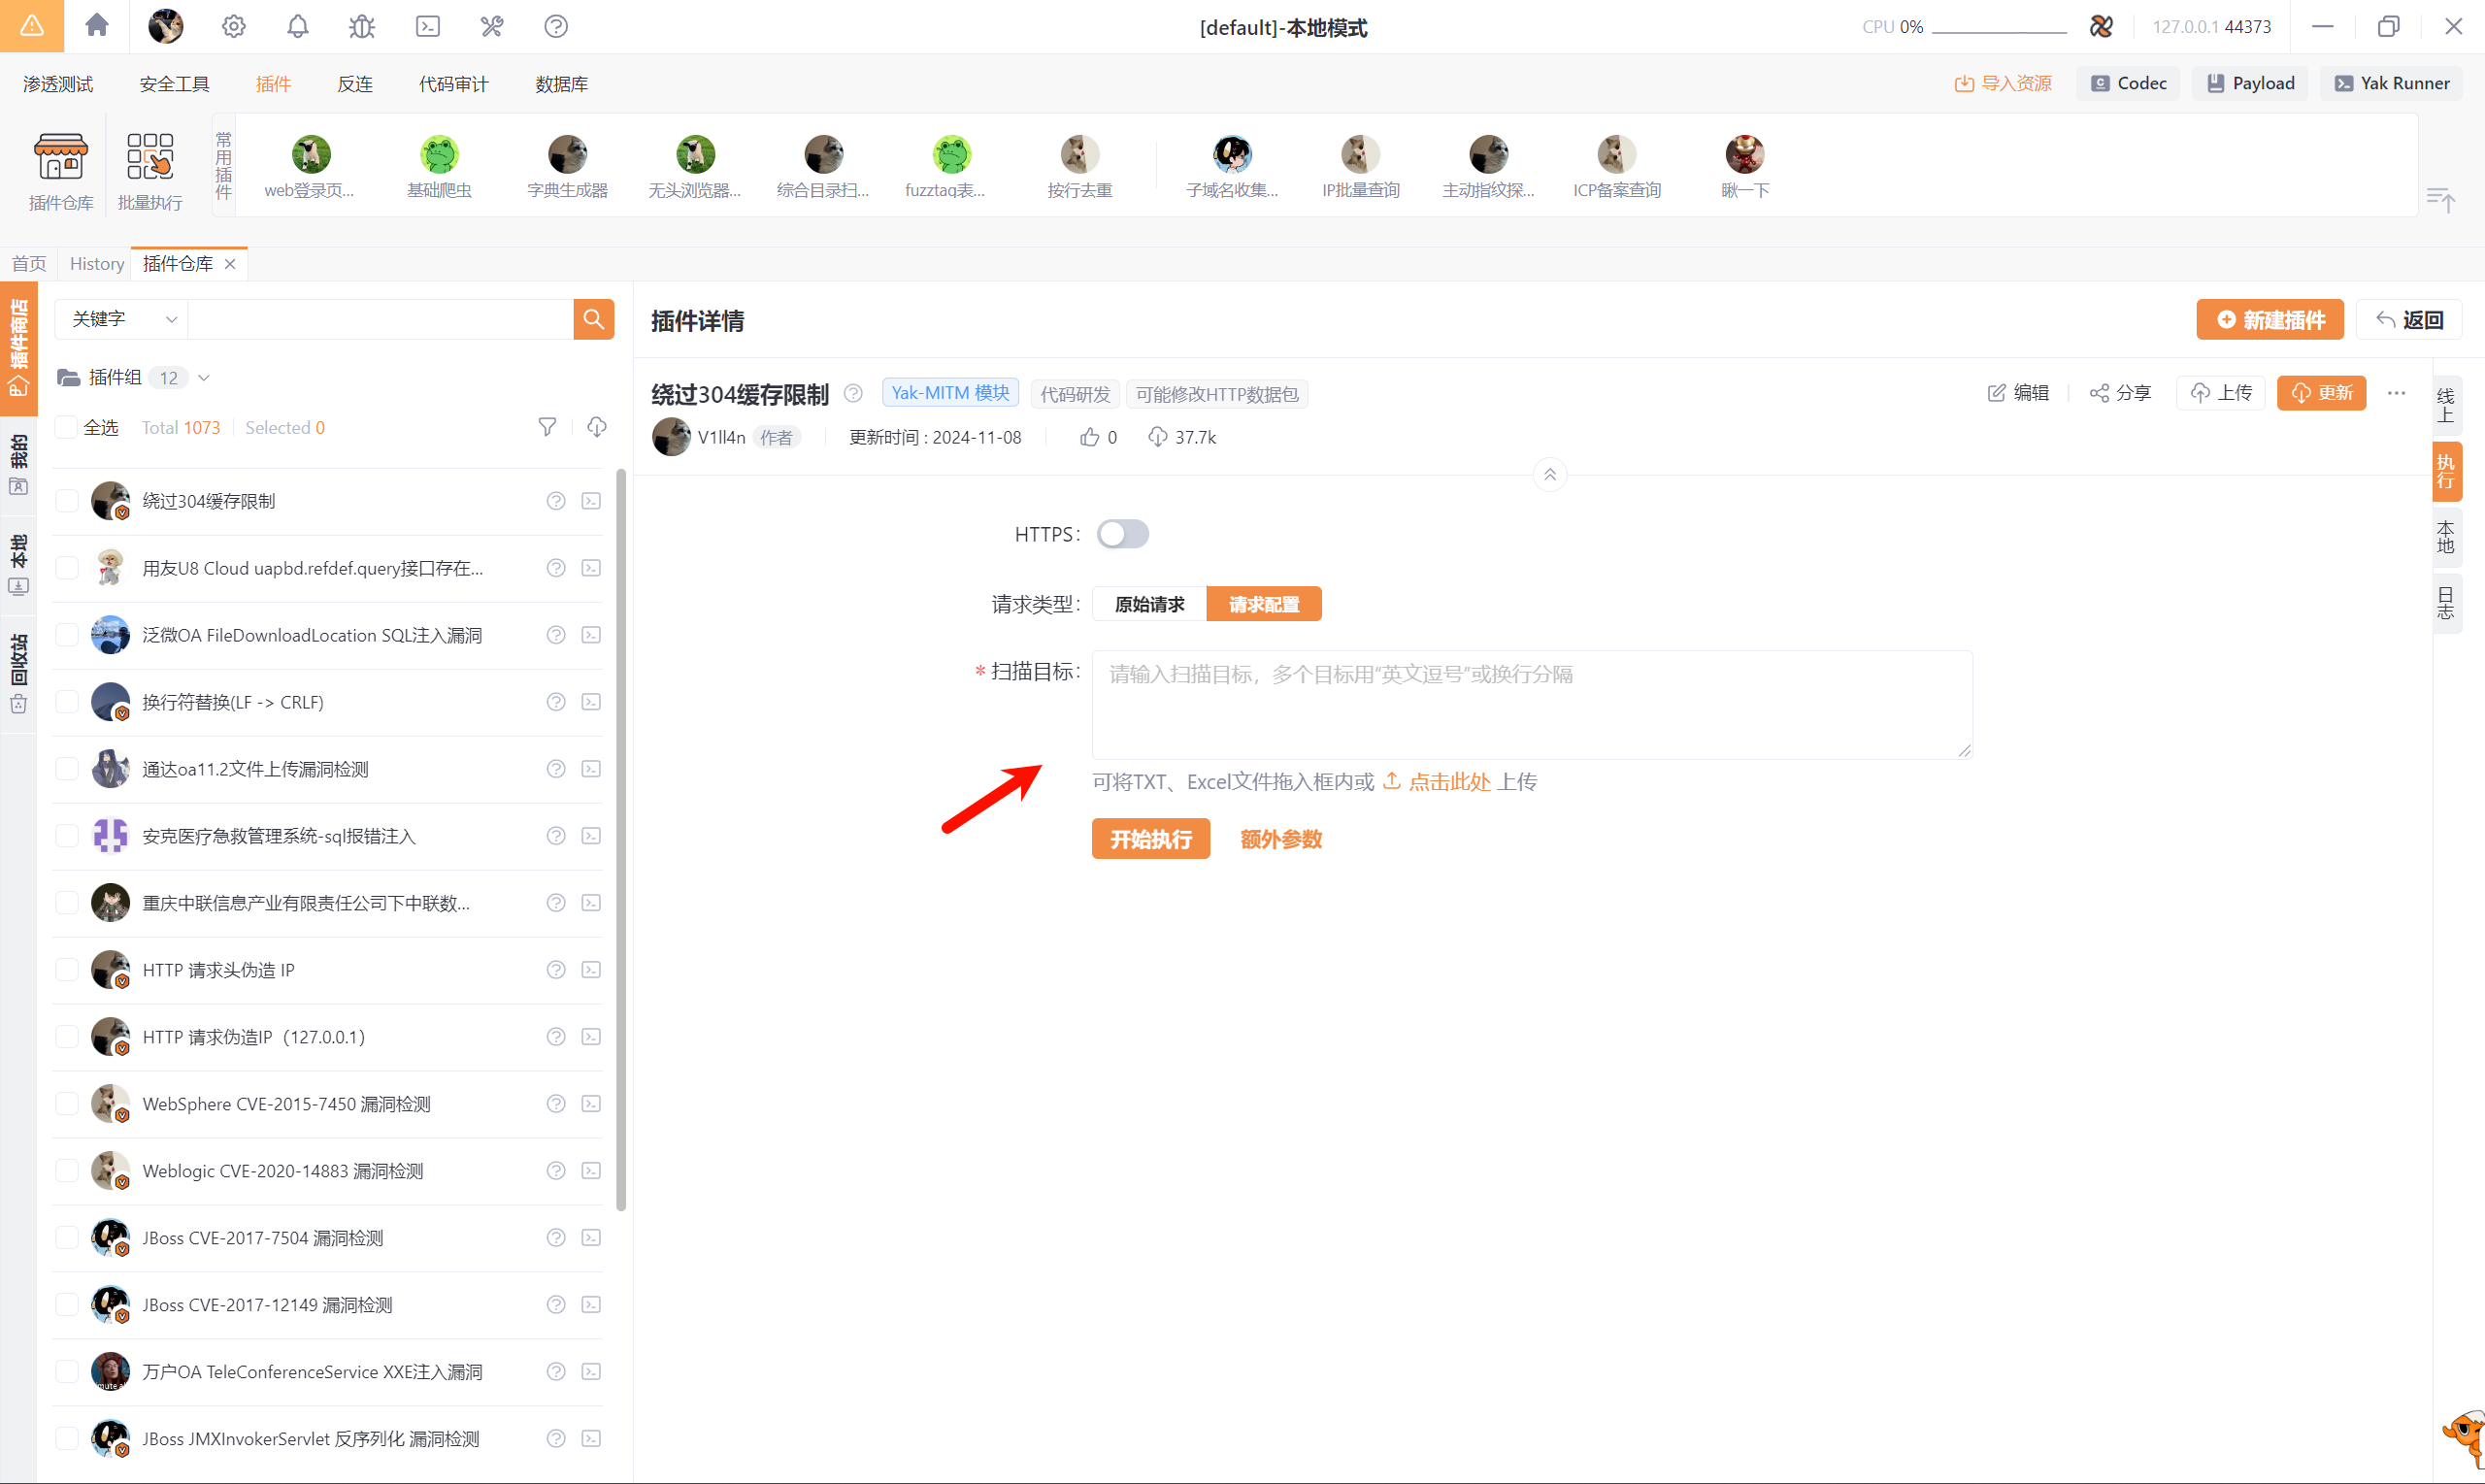 [default]-本地模式
CPU 0%
127.0.0.1 44373
渗透测试 安全工具 插件 反连 代码审计 数据库
导入资源 Codec Payload Yak Runner
插件仓库 批量执行
常用插件
web登录页... 基础爬虫 字典生成器 无头浏览器... 综合目录扫... fuzztag表... 按行去重 子域名收集... IP批量查询 主动指纹探... ICP备案查询 瞅一下
首页 History 插件仓库
插件商店
我的
本地
回收站
关键字
插件组 12
全选 Total 1073 Selected 0
绕过304缓存限制
用友U8 Cloud uapbd.refdef.query接口存在...
泛微OA FileDownloadLocation SQL注入漏洞
换行符替换(LF -> CRLF)
通达oa11.2文件上传漏洞检测
安克医疗急救管理系统-sql报错注入
重庆中联信息产业有限责任公司下中联数...
HTTP 请求头伪造 IP
HTTP 请求伪造IP（127.0.0.1）
WebSphere CVE-2015-7450 漏洞检测
Weblogic CVE-2020-14883 漏洞检测
JBoss CVE-2017-7504 漏洞检测
JBoss CVE-2017-12149 漏洞检测
万户OA TeleConferenceService XXE注入漏洞
JBoss JMXInvokerServlet 反序列化 漏洞检测
插件详情
新建插件 返回
绕过304缓存限制 Yak-MITM 模块 代码研发 可能修改HTTP数据包
编辑 分享 上传 更新
V1ll4n 作者 更新时间 : 2024-11-08 0 37.7k
HTTPS:
请求类型: 原始请求 请求配置
* 扫描目标: 请输入扫描目标，多个目标用“英文逗号”或换行分隔
可将TXT、Excel文件拖入框内或 点击此处 上传
开始执行 额外参数
线上
执行
本地
日志